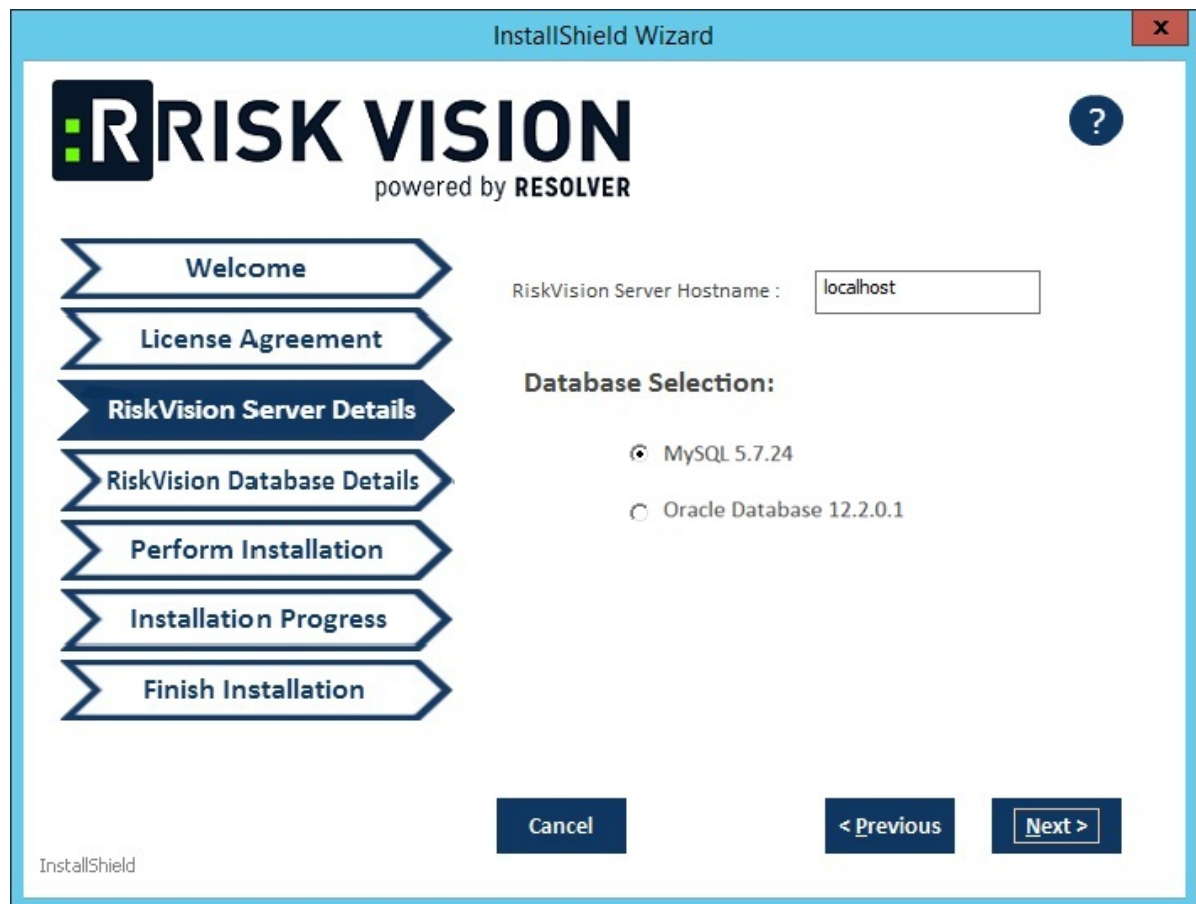 InstallShield Wizard
x
:R RISK VISION
powered by RESOLVER
?
Welcome
License Agreement
RiskVision Server Details
RiskVision Database Details
Perform Installation
Installation Progress
Finish Installation
RiskVision Server Hostname :
localhost
Database Selection:
MySQL 5.7.24
Oracle Database 12.2.0.1
Cancel
< Previous
Next >
InstallShield